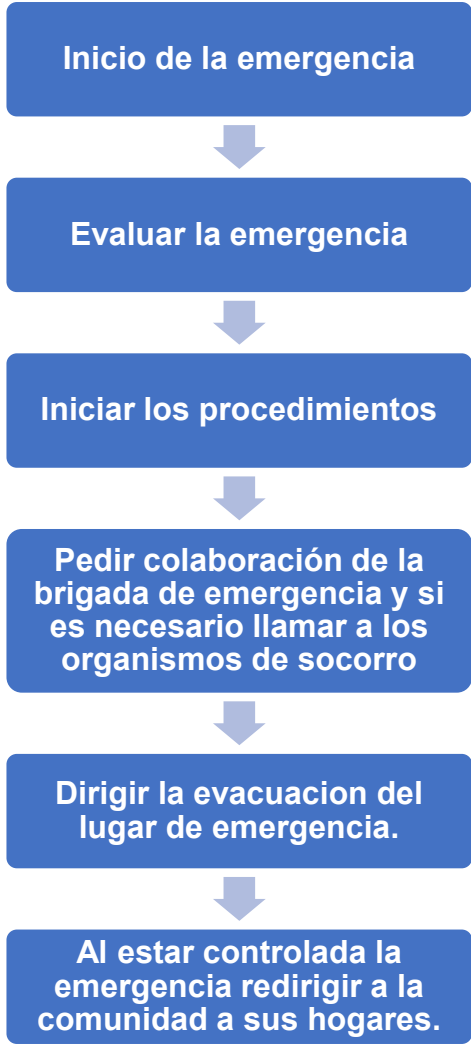 Inicio de la emergencia
Evaluar la emergencia
Iniciar los procedimientos
Pedir colaboración de la
brigada de emergencia y si
es necesario llamar a los
organismos de socorro
Dirigir la evacuacion del
lugar de emergencia.
Al estar controlada la
emergencia redirigir a la
comunidad a sus hogares.